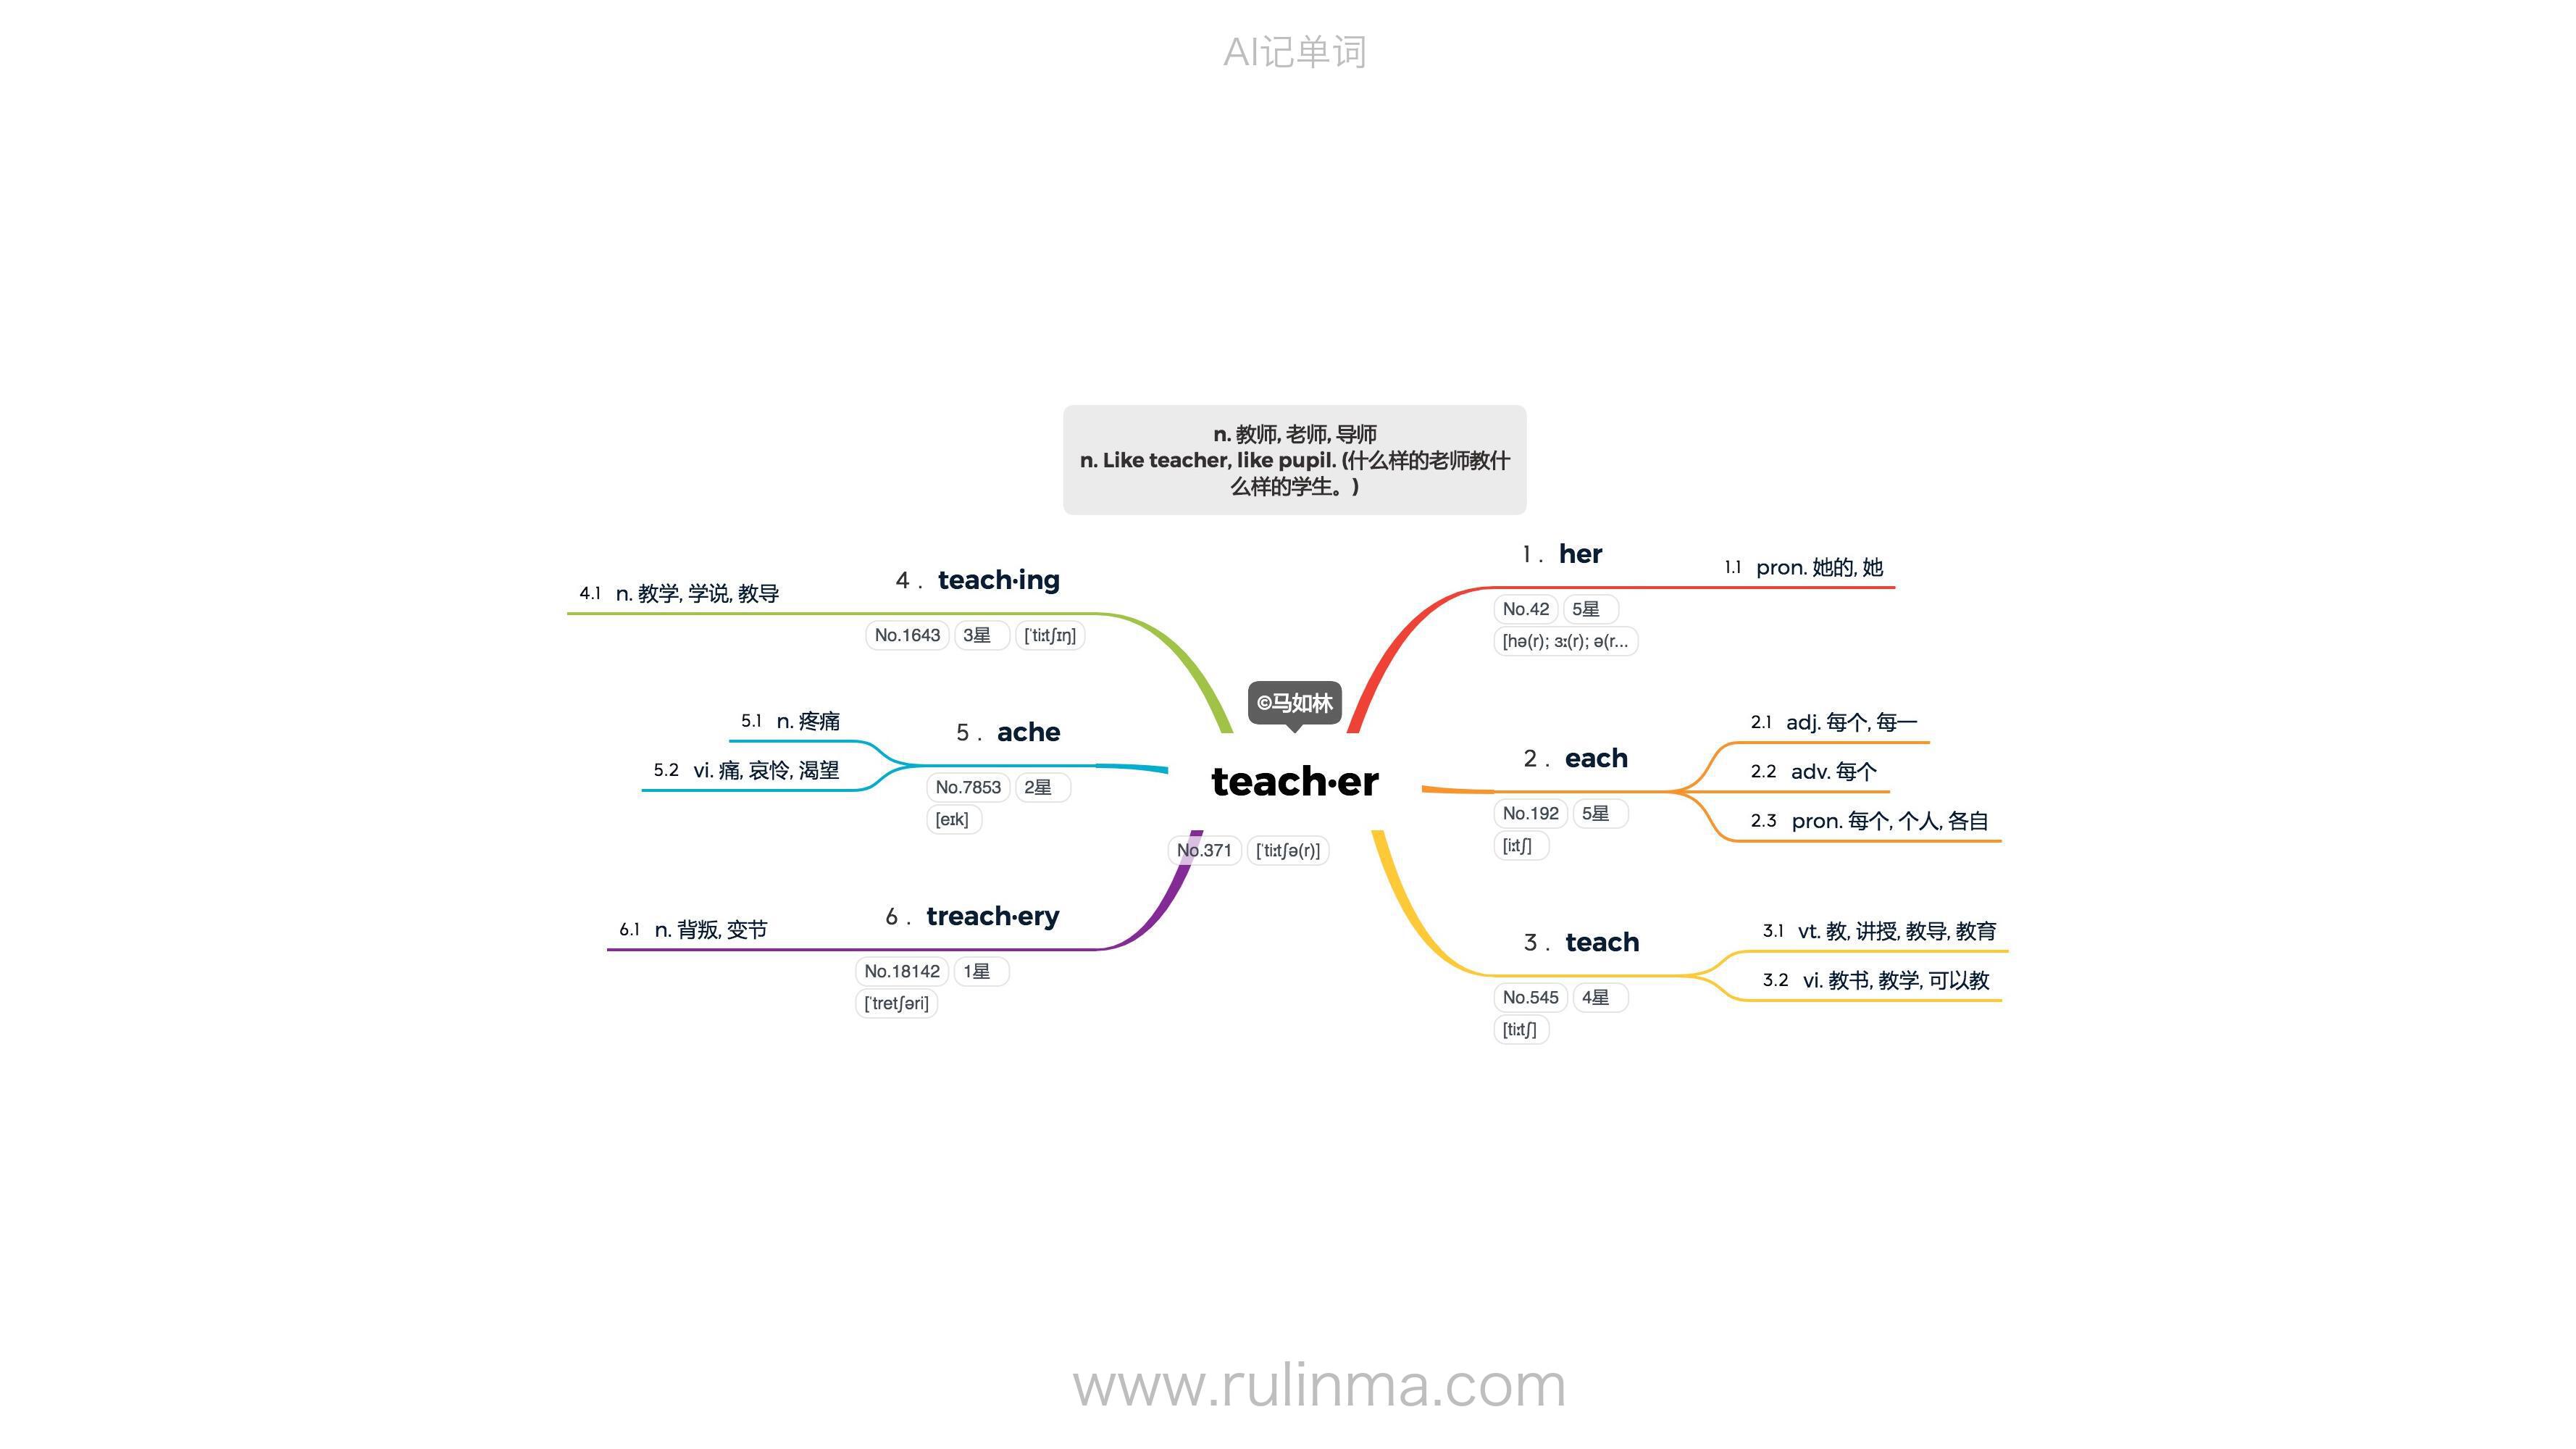 AI记单词
n. 教师, 老师, 导师
n. Like teacher, like pupil. (什么样的老师教什
么样的学生。)
©马如林
teach·er
No.371 ['tiːtʃə(r)]
1 . her
No.42 5星
[hə(r); ɜː(r); ə(r...
1.1 pron. 她的, 她
2 . each
No.192 5星
[iːtʃ]
2.1 adj. 每个, 每一
2.2 adv. 每个
2.3 pron. 每个, 个人, 各自
3 . teach
No.545 4星
[tiːtʃ]
3.1 vt. 教, 讲授, 教导, 教育
3.2 vi. 教书, 教学, 可以教
4 . teach·ing
No.1643 3星 ['tiːtʃɪŋ]
4.1 n. 教学, 学说, 教导
5 . ache
No.7853 2星
[eɪk]
5.1 n. 疼痛
5.2 vi. 痛, 哀怜, 渴望
6 . treach·ery
No.18142 1星
['tretʃəri]
6.1 n. 背叛, 变节
www.rulinma.com